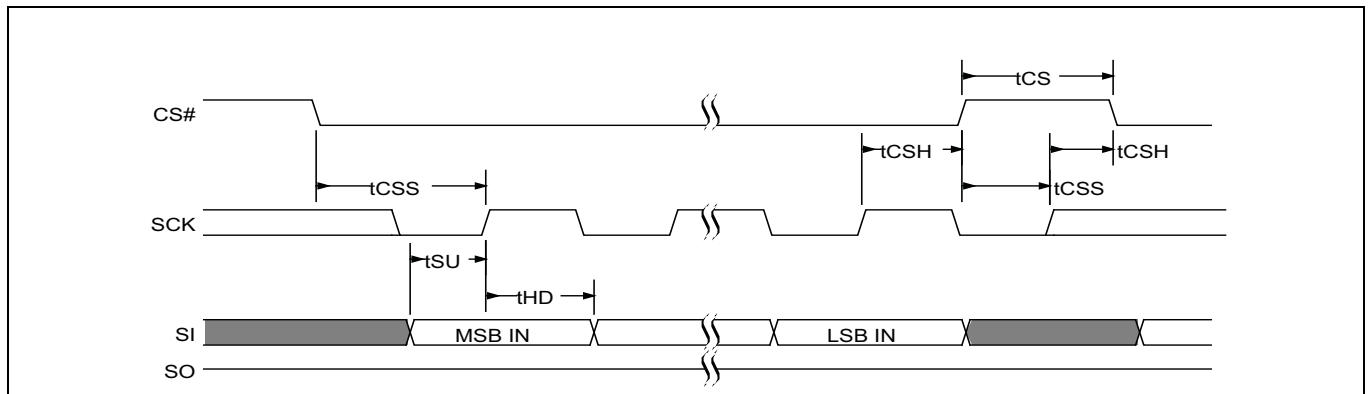 tCS
CS#
tCSH
tCSH
tCSS
tCSS
SCK
tSU
tHD
SI
MSB IN
LSB IN
SO